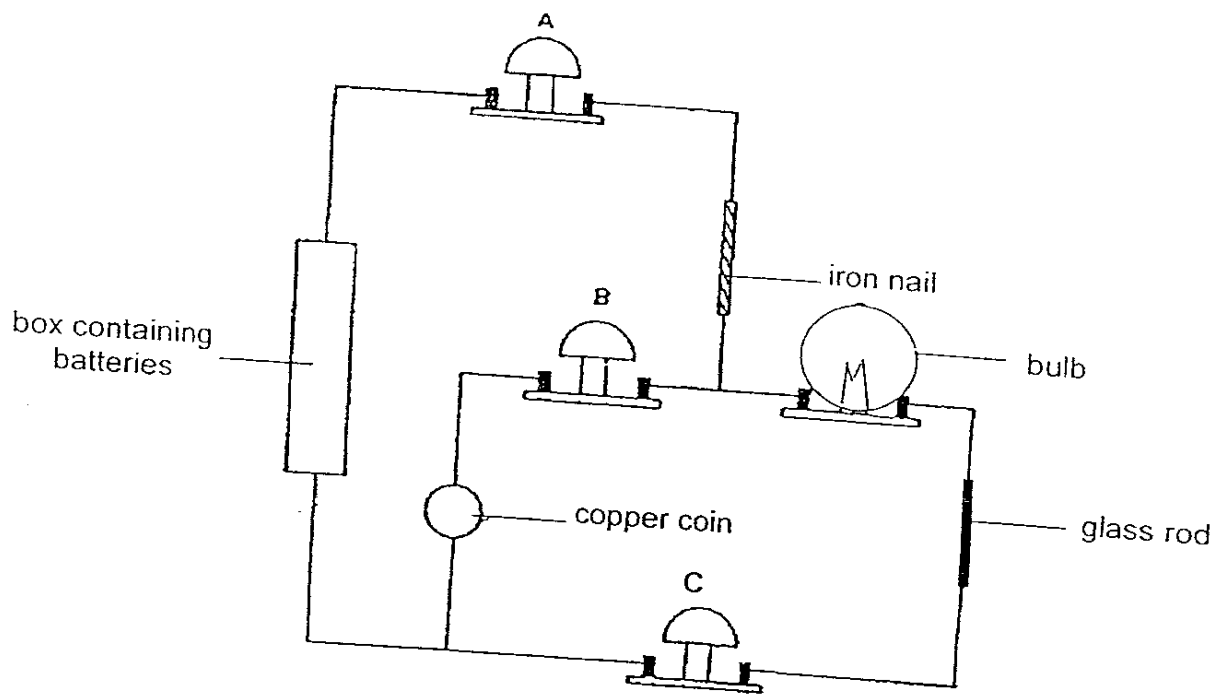 A
iron nail
B
box containing
batteries
bulb
copper coin
glass rod
C